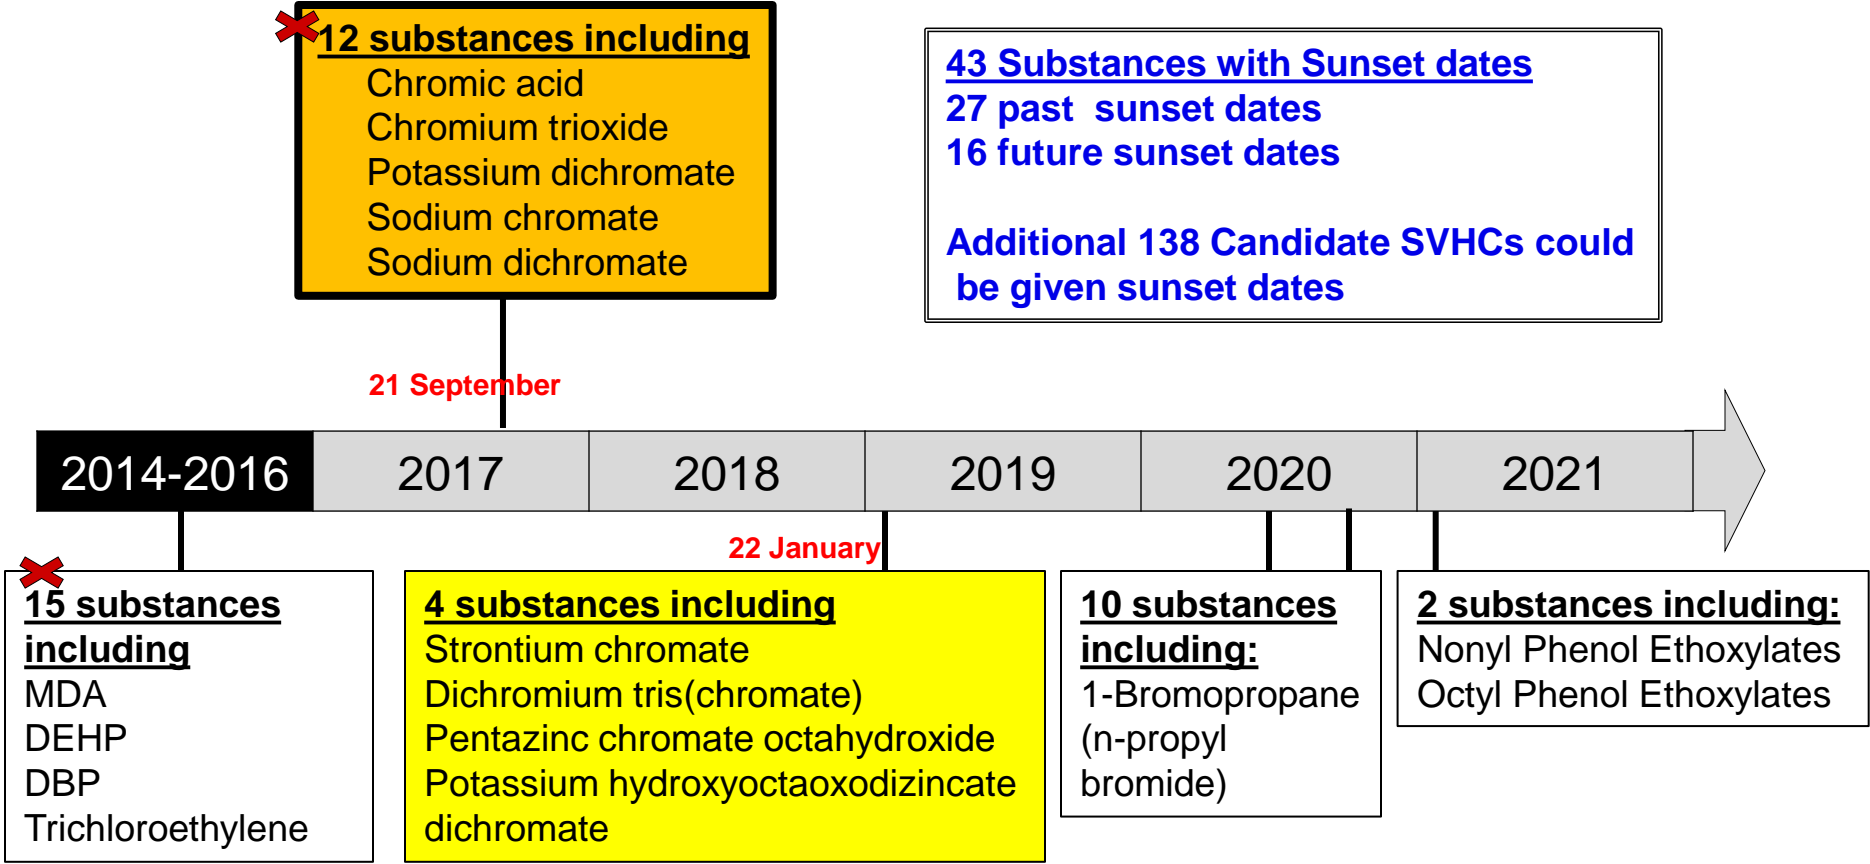 12 substances including
Chromic acid
Chromium trioxide
Potassium dichromate
Sodium chromate
Sodium dichromate
43 Substances with Sunset dates
27 past  sunset dates
16 future sunset dates
Additional 138 Candidate SVHCs could
be given sunset dates
21 September
2014-2016
2017
2018
2019
2020
2021
22 January
15 substances
including
MDA
DEHP
DBP
Trichloroethylene
4 substances including
Strontium chromate
Dichromium tris(chromate)
Pentazinc chromate octahydroxide
Potassium hydroxyoctaoxodizincate
dichromate
10 substances
including:
1-Bromopropane
(n-propyl
bromide)
2 substances including:
Nonyl Phenol Ethoxylates
Octyl Phenol Ethoxylates